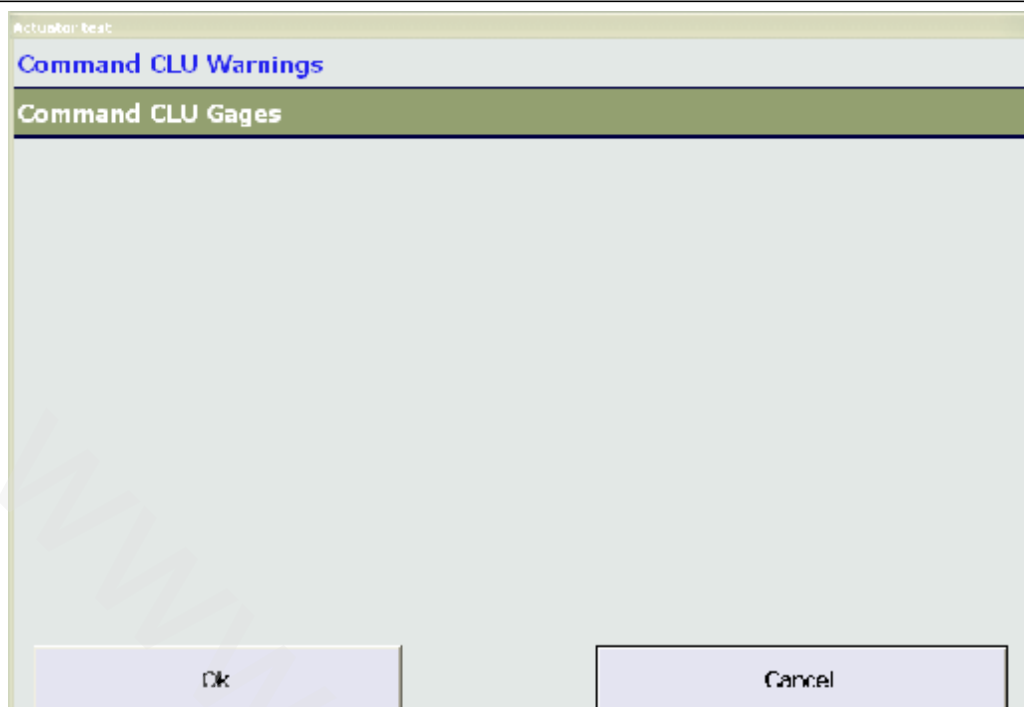 Actuator test
Command CLU Warnings
Command CLU Gages
Ok
Cancel